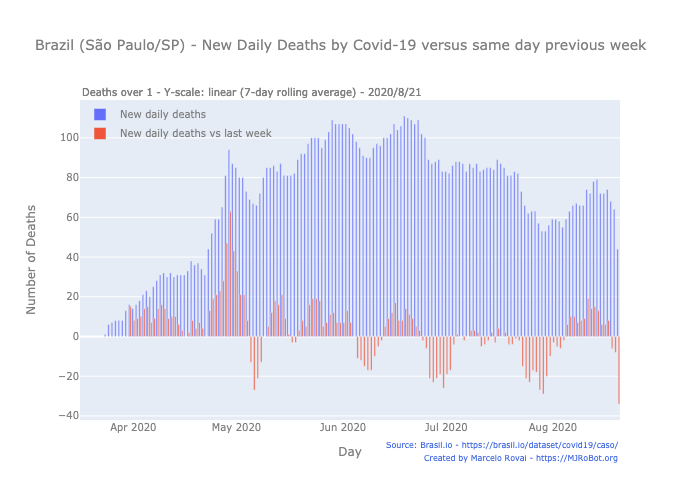 Brazil (São Paulo/SP) - New Daily Deaths by Covid-19 versus same day previous week
Deaths over 1 - Y-scale: linear (7-day rolling average) - 2020/8/21
New daily deaths
New daily deaths vs last week
100
80
60
40
20
0
−20
−40
Number of Deaths
Apr 2020
May 2020
Jun 2020
Jul 2020
Aug 2020
Day
Source: Brasil.io - https://brasil.io/dataset/covid19/caso/
Created by Marcelo Rovai - https://MJRoBot.org